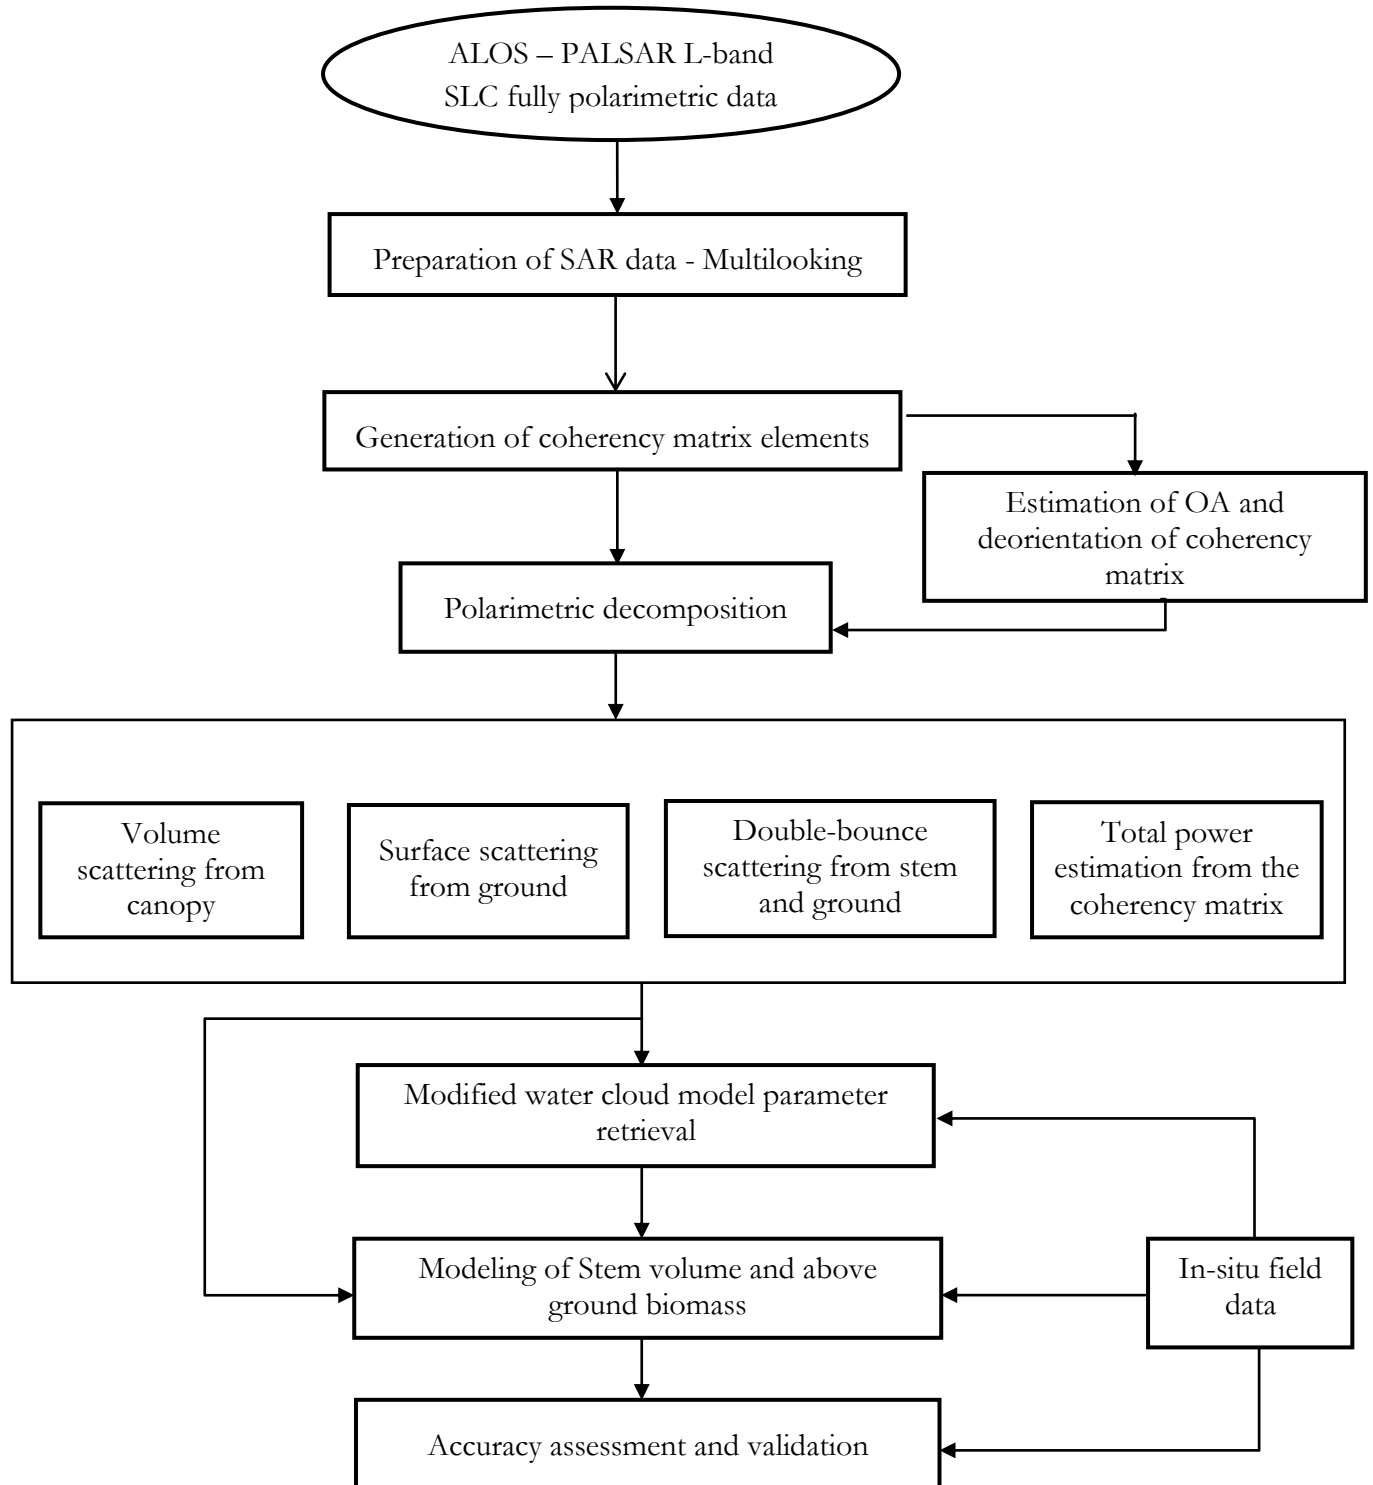 ALOS – PALSAR L-band
SLC fully polarimetric data
Preparation of SAR data - Multilooking
Generation of coherency matrix elements
Estimation of OA and
deorientation of coherency
matrix
Polarimetric decomposition
Volume
scattering from
canopy
Surface scattering
from ground
Double-bounce
scattering from stem
and ground
Total power
estimation from the
coherency matrix
Modified water cloud model parameter
retrieval
Modeling of Stem volume and above
ground biomass
In-situ field
data
Accuracy assessment and validation